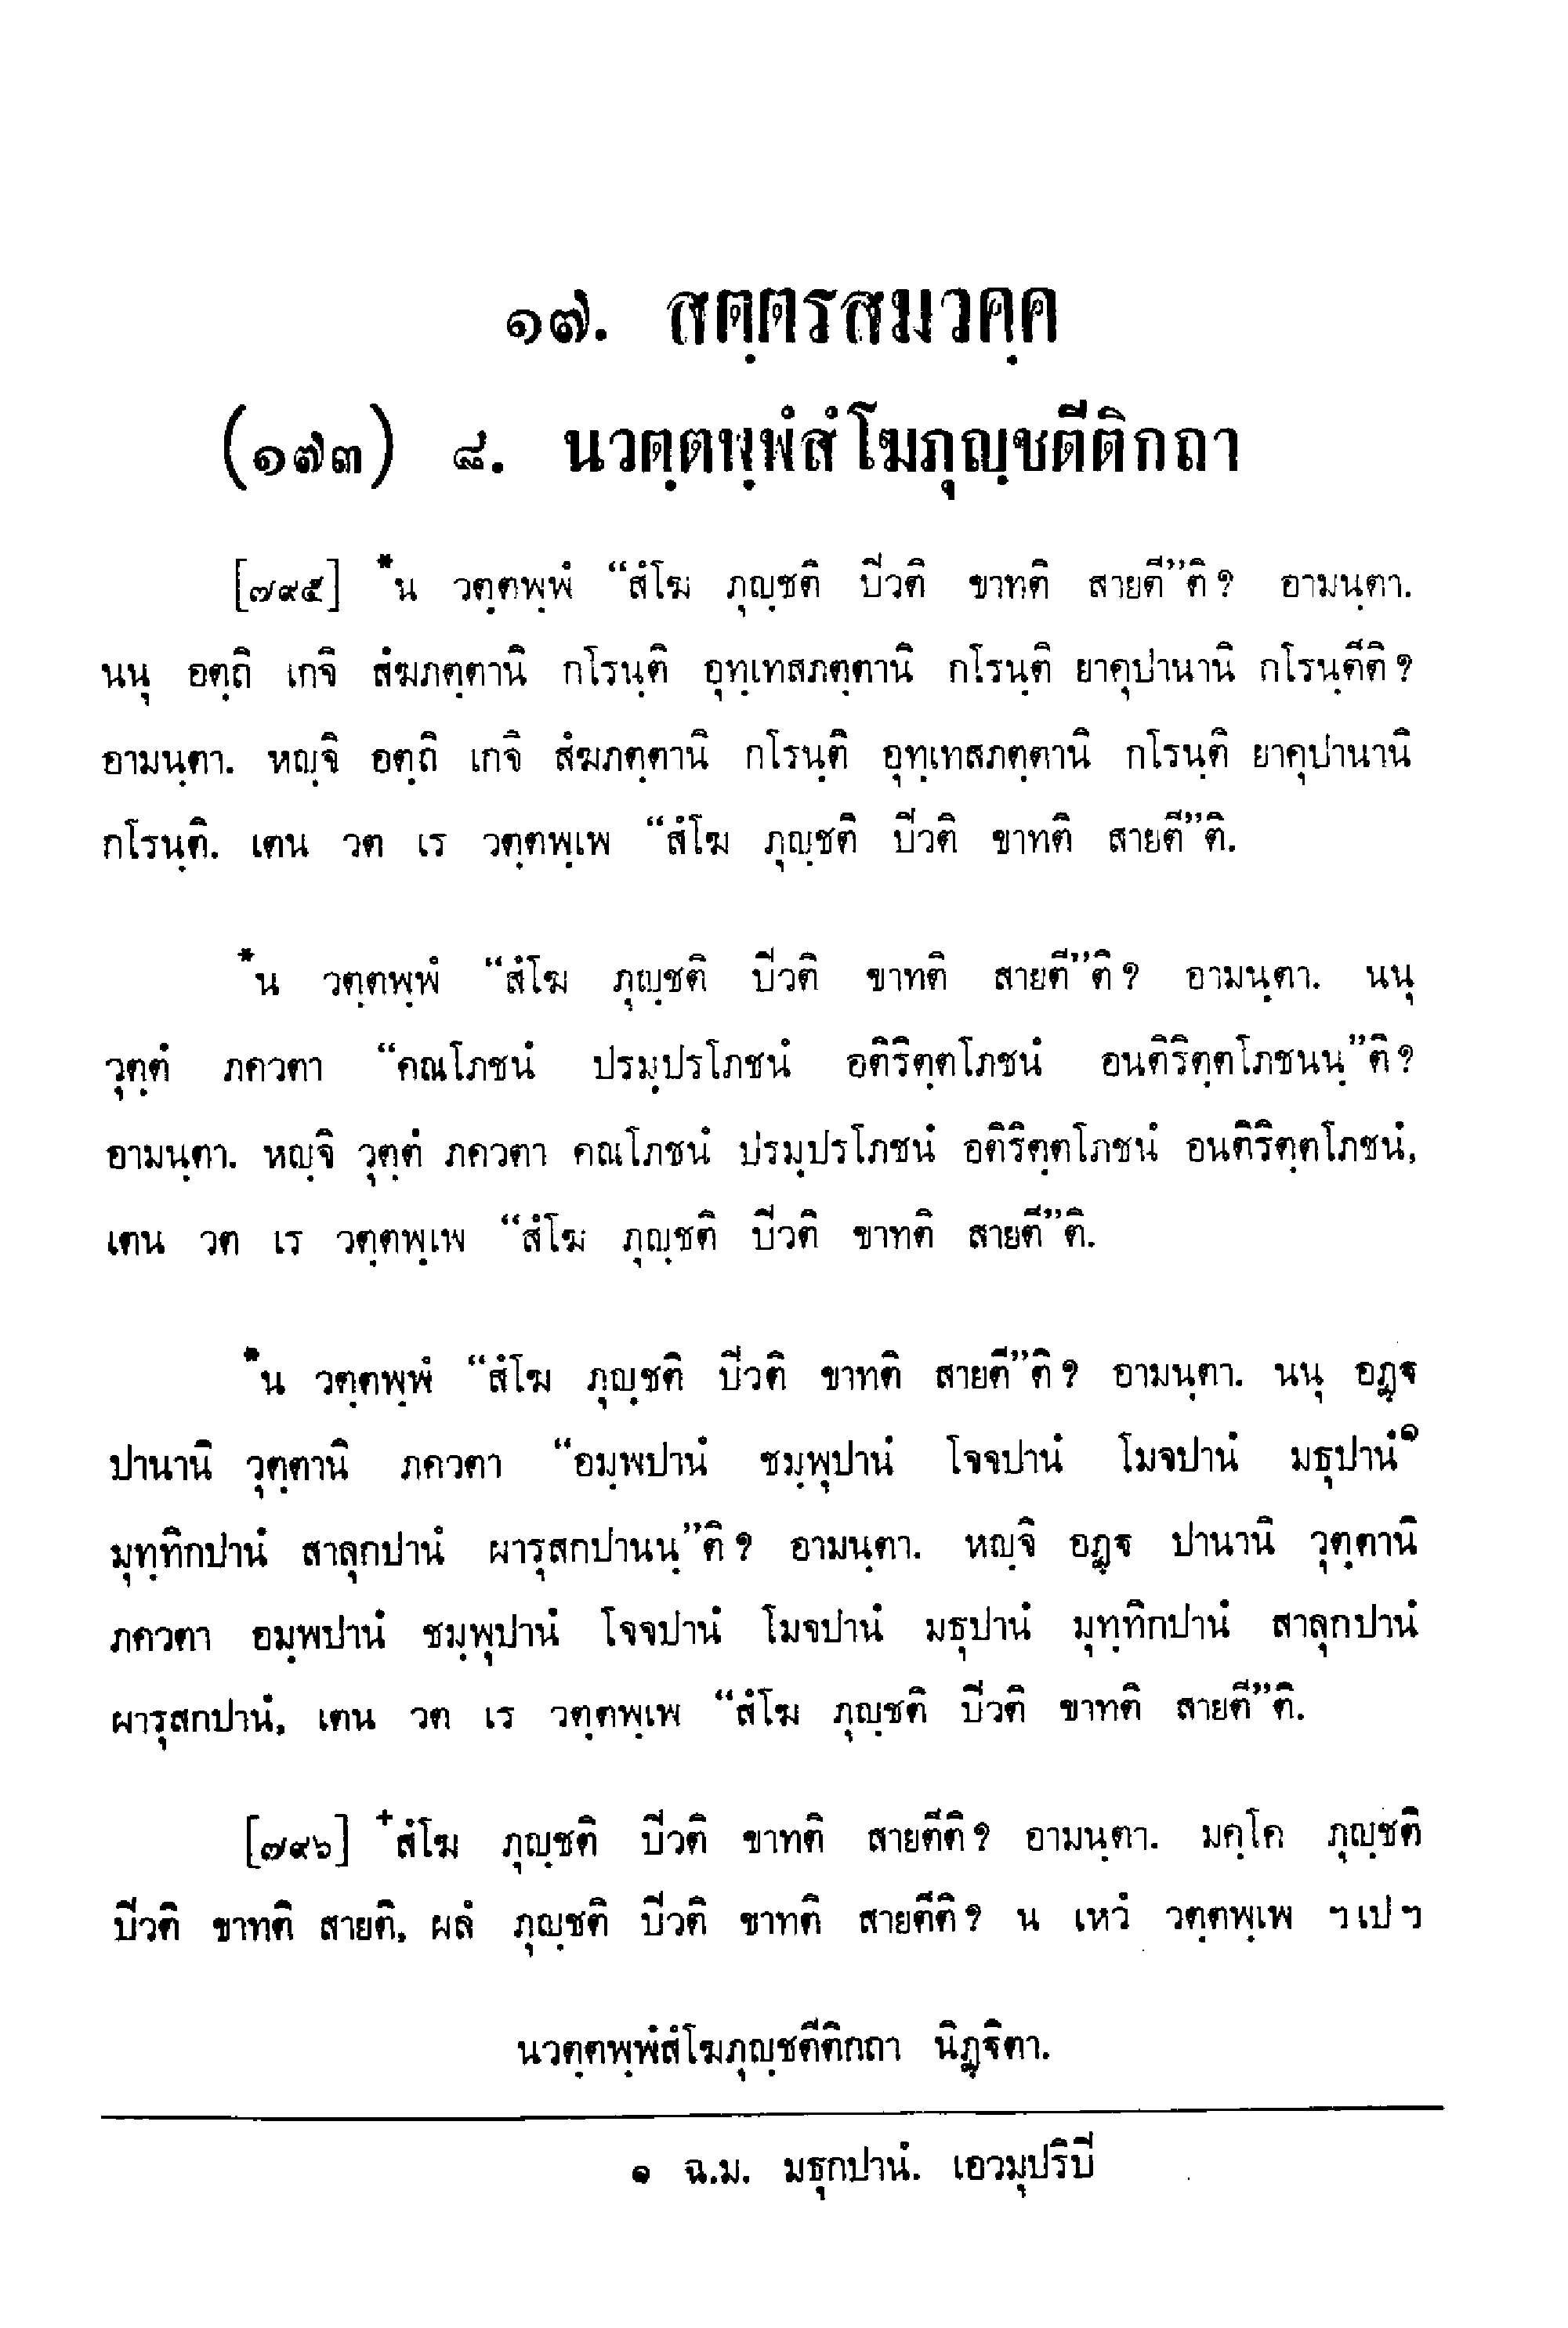 ๑๗. สตฺตรสมวคฺค
(๑๗๓) ๘. นวตฺตพฺพํสํโฆภุญฺชตีติกถา
[๗๙๕] *น วตฺตพฺพํ “สํโฆ ภุญฺชติ ปีวติ ขาทติ สายตี”ติ? อามนฺตา.
นนุ อตฺถิ เกจิ สํฆภตฺตานิ กโรนฺติ อุทฺเทสภตฺตานิ กโรนฺติ ยาคุปานานิ กโรนฺตีติ?
อามนฺตา. หญฺจิ อตฺถิ เกจิ สํฆภตฺตานิ กโรนฺติ อุทฺเทสภตฺตานิ กโรนฺติ ยาคุปานานิ
กโรนฺติ. เตน วต เร วตฺตพฺเพ “สํโฆ ภุญฺชติ ปีวติ ขาทติ สายตี”ติ.
*น วตฺตพฺพํ “สํโฆ ภุญฺชติ ปีวติ ขาทติ สายตี”ติ? อามนฺตา. นนุ
วุตฺตํ ภควตา “คณโภชนํ ปรมฺปรโภชนํ อติริตฺตโภชนํ อนติริตฺตโภชนนฺ”ติ?
อามนฺตา. หญฺจิ วุตฺตํ ภควตา คณโภชนํ ปรมฺปรโภชนํ อติริตฺตโภชนํ อนติริตฺตโภชนํ,
เตน วต เร วตฺตพฺเพ “สํโฆ ภุญฺชติ ปีวติ ขาทติ สายตี”ติ.
*น วตฺตพฺพํ “สํโฆ ภุญฺชติ ปีวติ ขาทติ สายตี”ติ? อามนฺตา. นนุ อฏฺฐ
ปานานิ วุตฺตานิ ภควตา “อมฺพปานํ ชมฺพุปานํ โจจปานํ โมจปานํ มธุปานํ๑
มุทฺทิกปานํ สาลุกปานํ ผารุสกปานนฺ”ติ? อามนฺตา. หญฺจิ อฏฺฐ ปานานิ วุตฺตานิ
ภควตา อมฺพปานํ ชมฺพุปานํ โจจปานํ โมจปานํ มธุปานํ มุทฺทิกปานํ สาลุกปานํ
ผารุสกปานํ, เตน วต เร วตฺตพฺเพ “สํโฆ ภุญฺชติ ปีวติ ขาทติ สายตี”ติ.
[๗๙๖] +สํโฆ ภุญฺชติ ปีวติ ขาทติ สายตีติ? อามนฺตา. มคฺโค ภุญฺชติ
ปีวติ ขาทติ สายติ, ผลํ ภุญฺชติ ปีวติ ขาทติ สายตีติ? น เหวํ วตฺตพฺเพ ฯเปฯ
นวตฺตพฺพํสํโฆภุญฺชตีติกถา นิฏฺฐิตา.
๑ ฉ.ม. มธุกปานํ. เอวมุปริปี